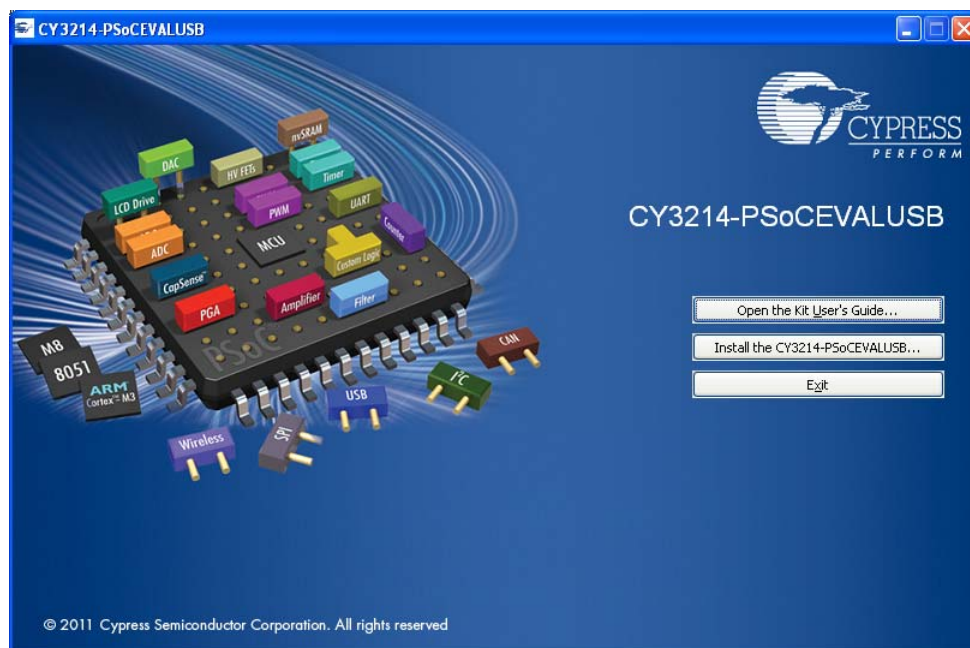 CY3214-PSoCEVALUSB
CYPRESS
PERFORM
CY3214-PSoCEVALUSB
nvSRAM
DAC
HV FETs
Timer
LCD Drive
PWM
UART
ADC
MCU
Counter
Custom Logic
CapSense™
PGA
Amplifier
Filter
PSoC
M8
8051
ARM
Cortex™ M3
CAN
I²C
USB
SPI
Wireless
Open the Kit User's Guide...
Install the CY3214-PSoCEVALUSB...
Exit
© 2011 Cypress Semiconductor Corporation. All rights reserved